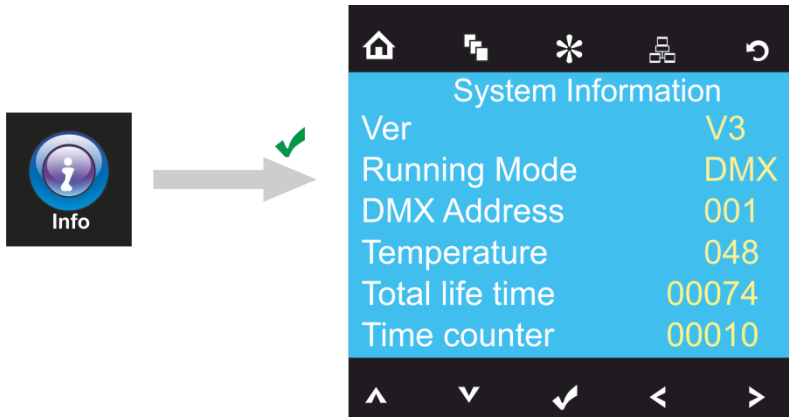 Info
System Information
Ver V3
Running Mode DMX
DMX Address 001
Temperature 048
Total life time 00074
Time counter 00010